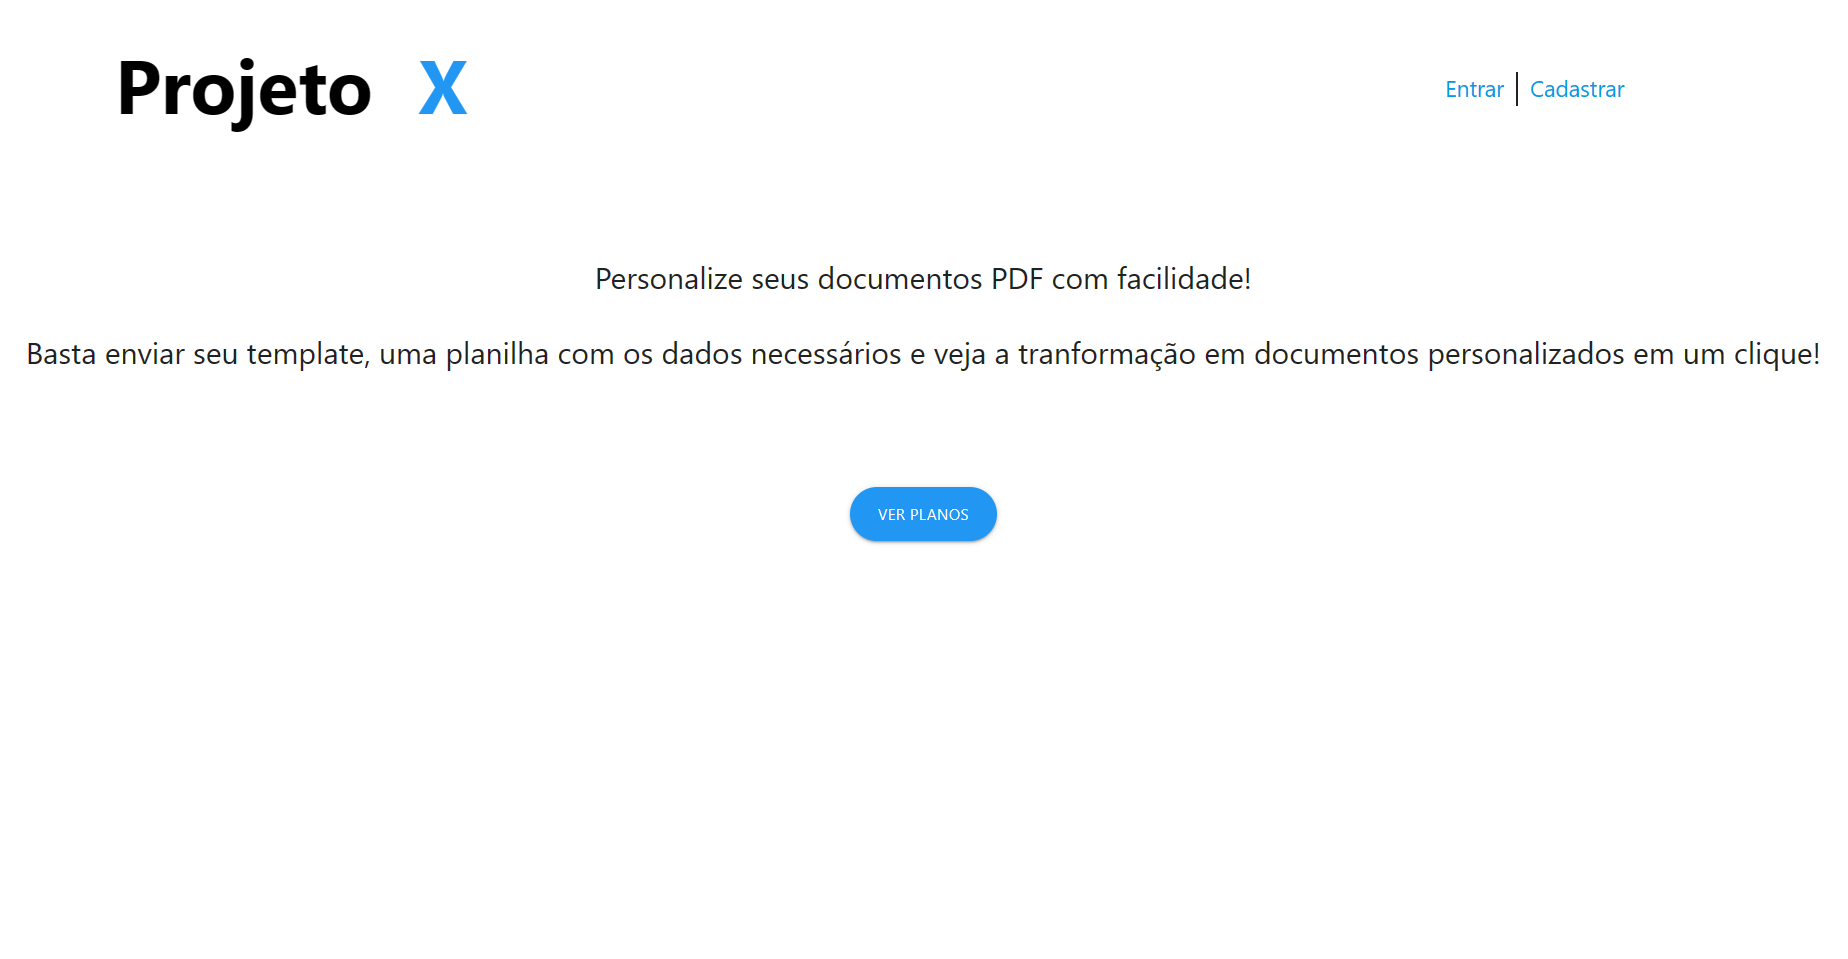 Projeto X
Entrar | Cadastrar
Personalize seus documentos PDF com facilidade!
Basta enviar seu template, uma planilha com os dados necessários e veja a tranformação em documentos personalizados em um clique!
VER PLANOS